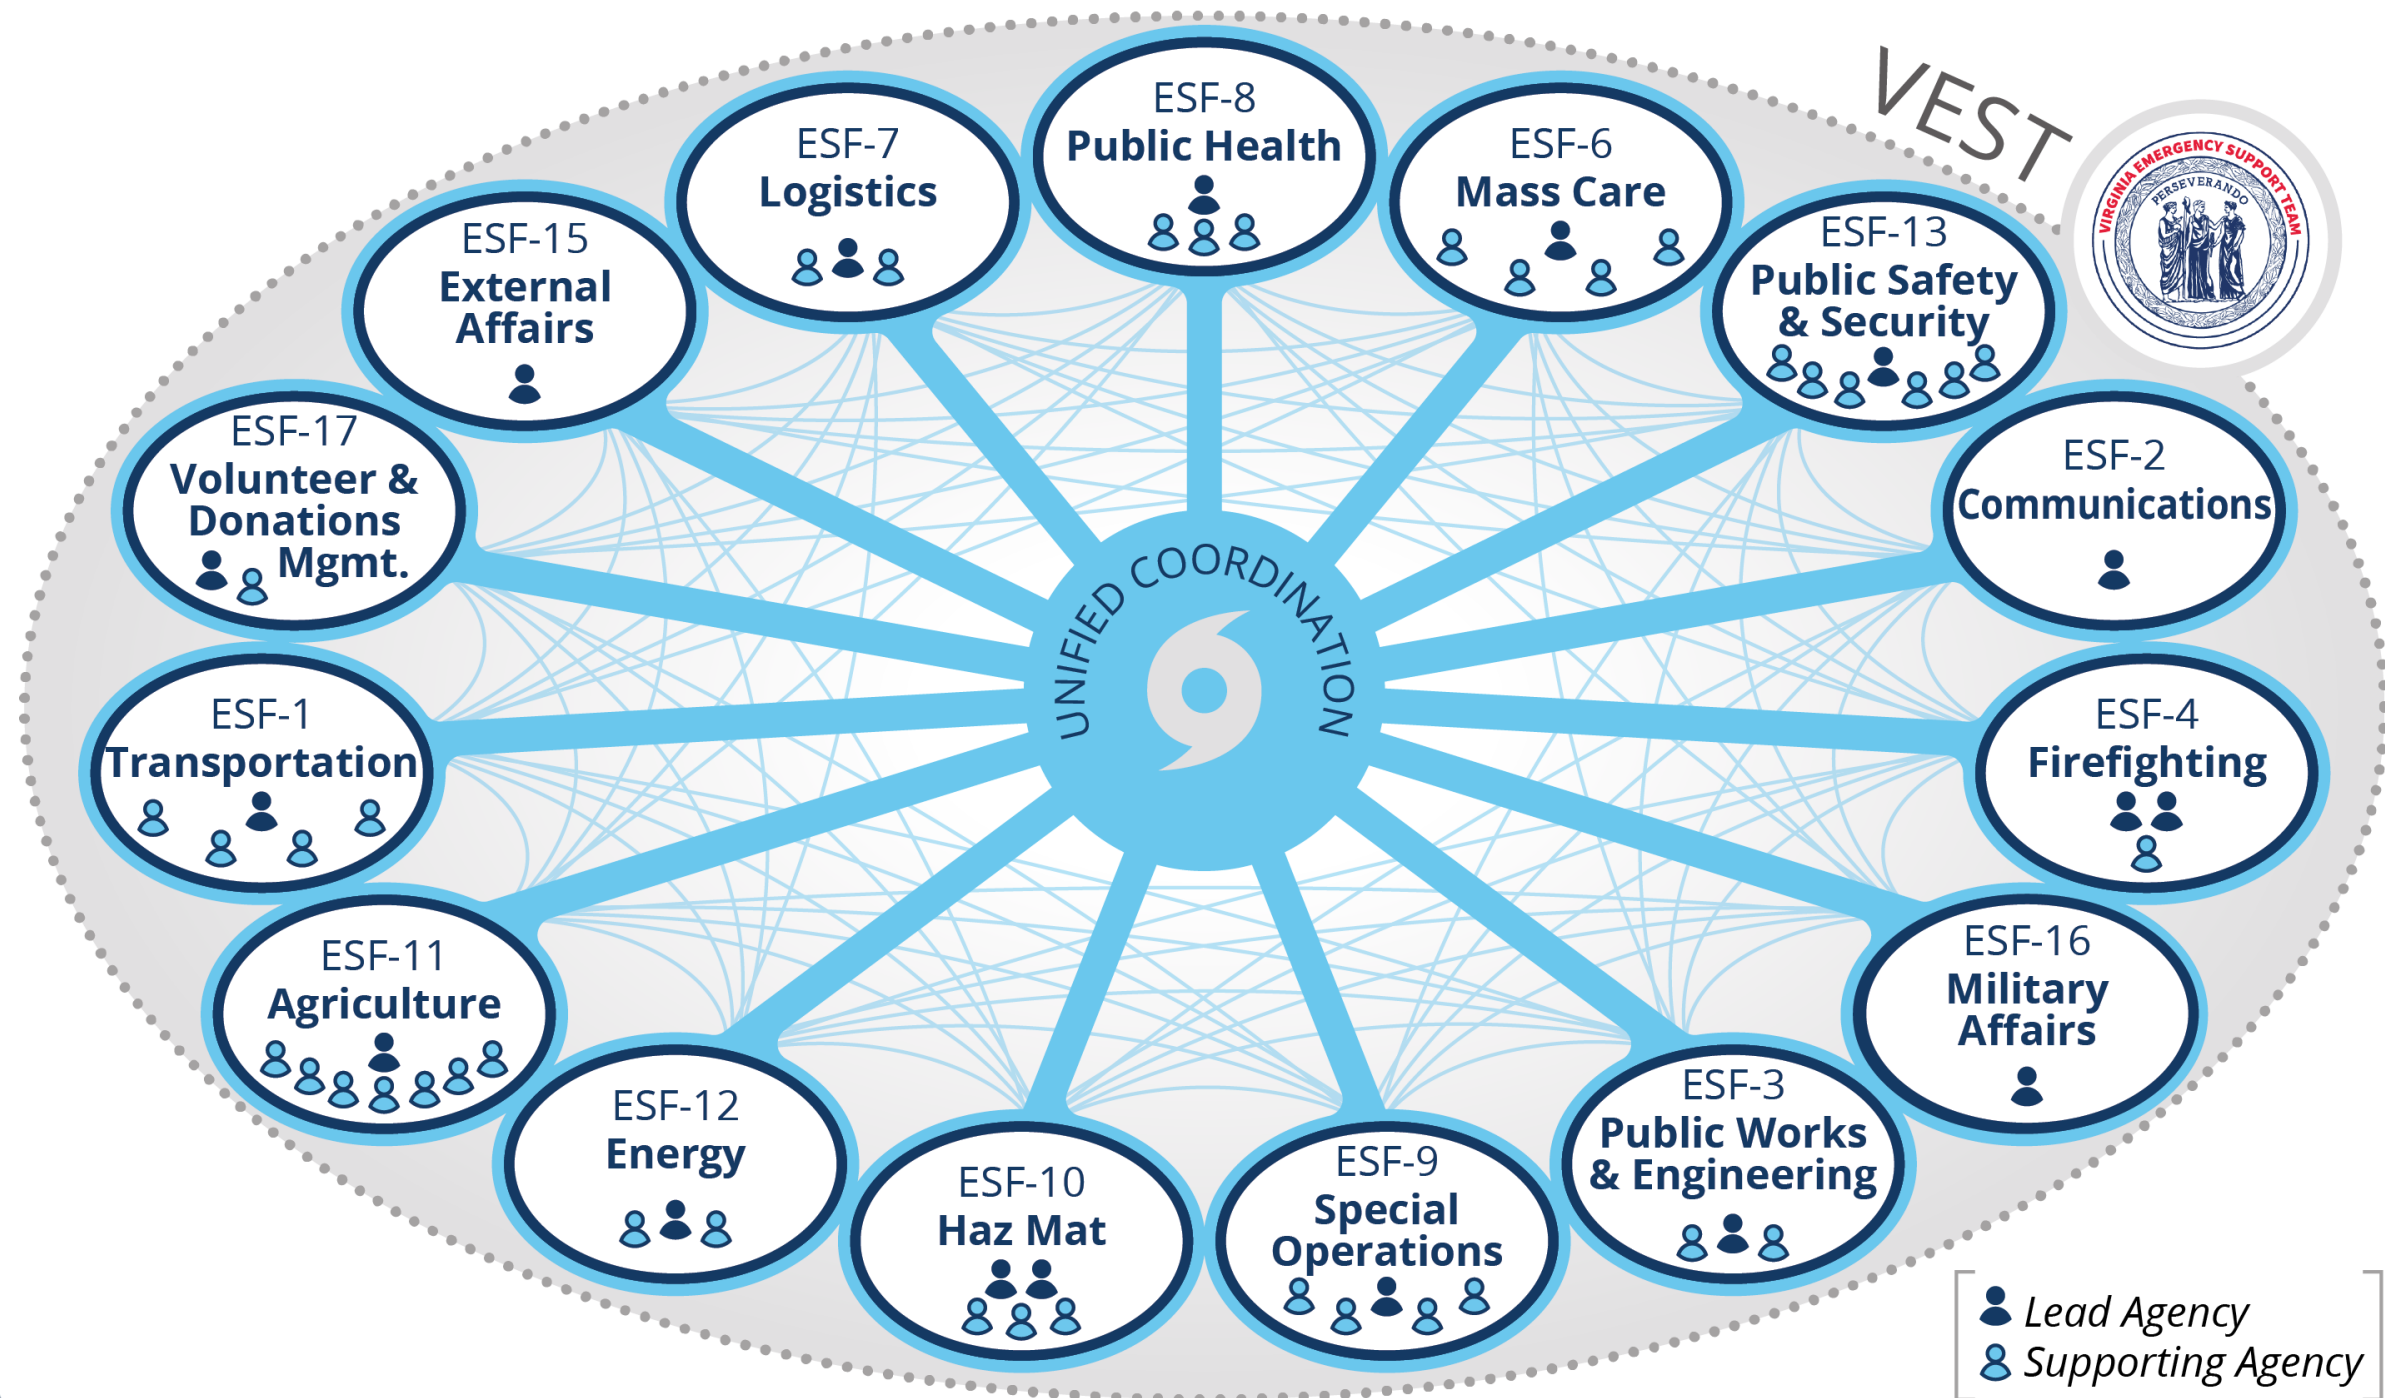 VEST
VIRGINIA EMERGENCY SUPPORT TEAM
PERSEVERANDO
ESF-8
Public Health
ESF-7
Logistics
ESF-6
Mass Care
ESF-15
External
Affairs
ESF-13
Public Safety
& Security
ESF-17
Volunteer &
Donations
Mgmt.
ESF-2
Communications
UNIFIED COORDINATION
ESF-1
Transportation
ESF-4
Firefighting
ESF-11
Agriculture
ESF-16
Military
Affairs
ESF-12
Energy
ESF-3
Public Works
& Engineering
ESF-10
Haz Mat
ESF-9
Special
Operations
Lead Agency
Supporting Agency